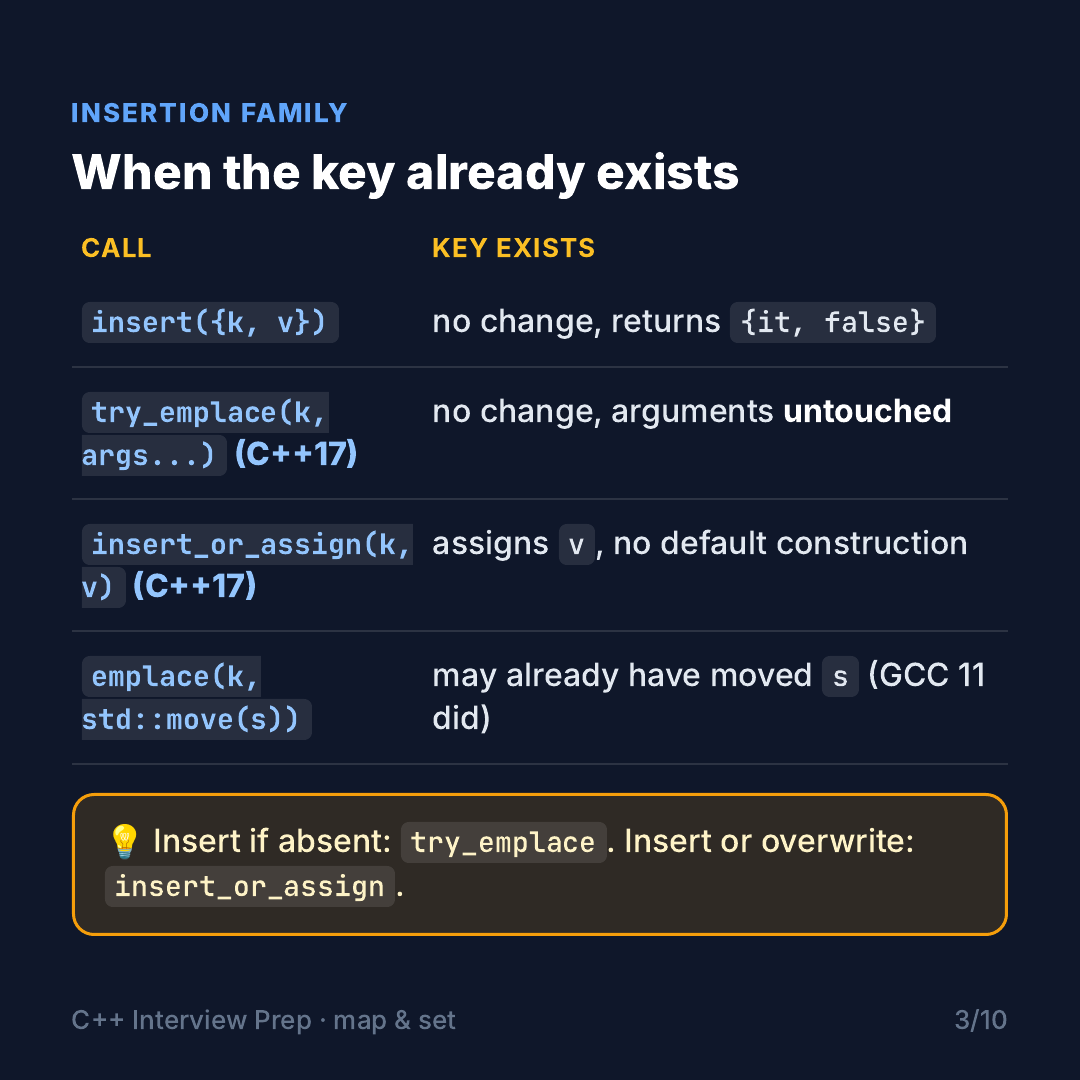 INSERTION FAMILY
When the key already exists
CALL KEY EXISTS
insert({k, v}) no change, returns {it, false}
try_emplace(k, no change, arguments untouched
args...) (C++17)
insert_or_assign(k, assigns v, no default construction
v) (C++17)
emplace(k, may already have moved s (GCC 11
std::move(s)) did)
💡 Insert if absent: try_emplace. Insert or overwrite:
insert_or_assign.
C++ Interview Prep · map & set 3/10